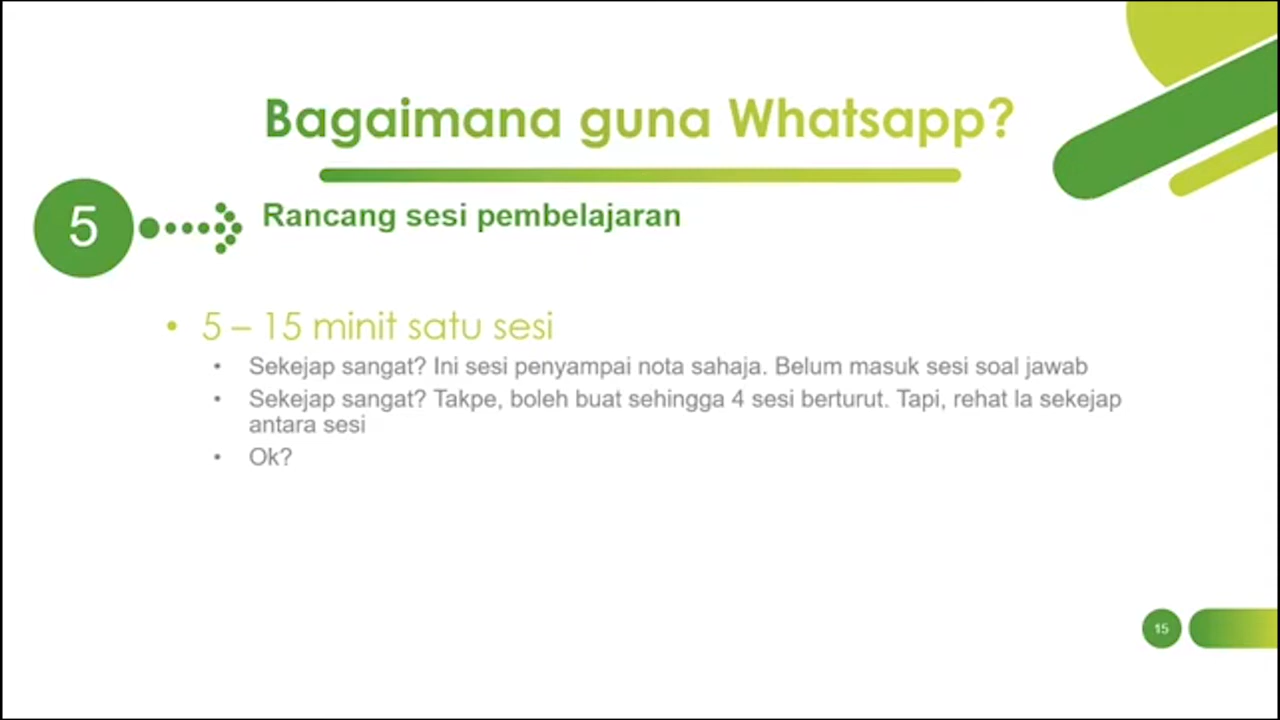 Bagaimana guna Whatsapp?
5
Rancang sesi pembelajaran
• 5 – 15 minit satu sesi
• Sekejap sangat? Ini sesi penyampai nota sahaja. Belum masuk sesi soal jawab
• Sekejap sangat? Takpe, boleh buat sehingga 4 sesi berturut. Tapi, rehat la sekejap
antara sesi
• Ok?
15